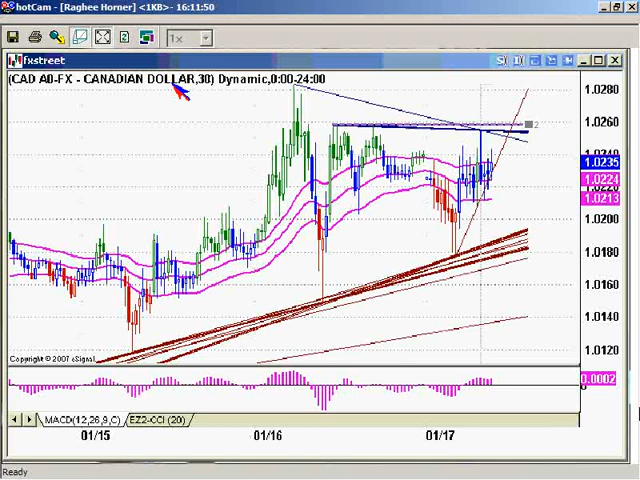 hotCam - [Raghee Horner] <1KB> - 16:11:50
1x
fxstreet
(CAD A0-FX - CANADIAN DOLLAR,30) Dynamic,0:00-24:00
1.0280
2
1.0260
1.0235
1.0224
1.0213
1.0200
1.0180
1.0160
1.0140
1.0120
Copyright © 2007 eSignal
0.0002
MACD(12,26,9,C) EZ2-CCI (20)
01/15 01/16 01/17
Ready